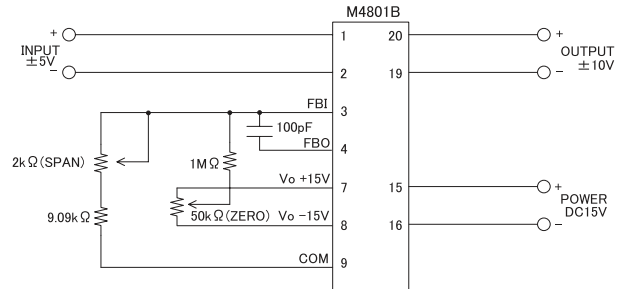 M4801B
+
INPUT
±5V
−
1
2
FBI
3
100pF
FBO
4
2kΩ(SPAN)
1MΩ
Vo +15V
7
50kΩ(ZERO)
Vo −15V
8
9.09kΩ
COM
9
20
+
OUTPUT
±10V
19
−
15
+
POWER
DC15V
16
−